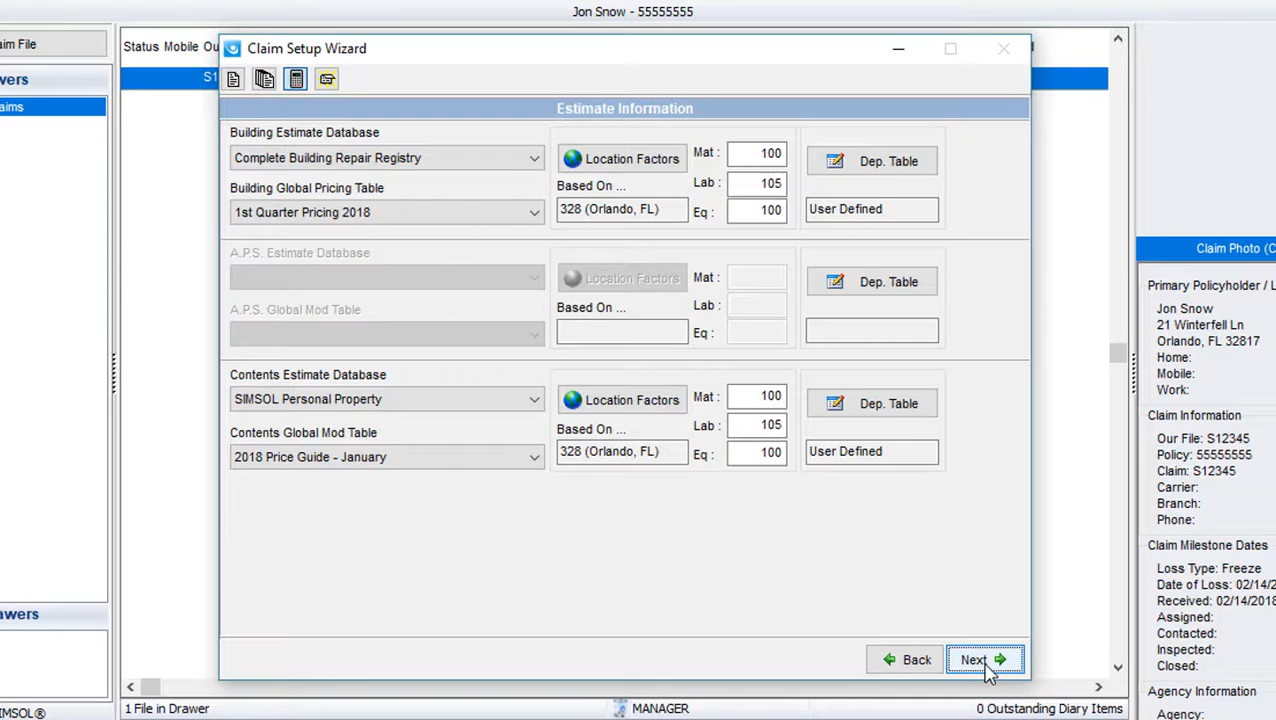 Jon Snow - 55555555
im File
Status Mobile Ou
wers
aims
S1
Claim Setup Wizard
Estimate Information
Building Estimate Database
Complete Building Repair Registry
Building Global Pricing Table
1st Quarter Pricing 2018
Location Factors
Based On ...
328 (Orlando, FL)
Mat : 100
Lab : 105
Eq : 100
Dep. Table
User Defined
A.P.S. Estimate Database
A.P.S. Global Mod Table
Location Factors
Based On ...
Mat :
Lab :
Eq :
Dep. Table
Contents Estimate Database
SIMSOL Personal Property
Contents Global Mod Table
2018 Price Guide - January
Location Factors
Based On ...
328 (Orlando, FL)
Mat : 100
Lab : 105
Eq : 100
Dep. Table
User Defined
Back
Next
Claim Photo (C
Primary Policyholder / L
Jon Snow
21 Winterfell Ln
Orlando, FL 32817
Home:
Mobile:
Work:
Claim Information
Our File: S12345
Policy: 55555555
Claim: S12345
Carrier:
Branch:
Phone:
Claim Milestone Dates
Loss Type: Freeze
Date of Loss: 02/14/2
Received: 02/14/2018
Assigned:
Contacted:
Inspected:
Closed:
Agency Information
Agency:
awers
IMSOL®
1 File in Drawer
MANAGER
0 Outstanding Diary Items